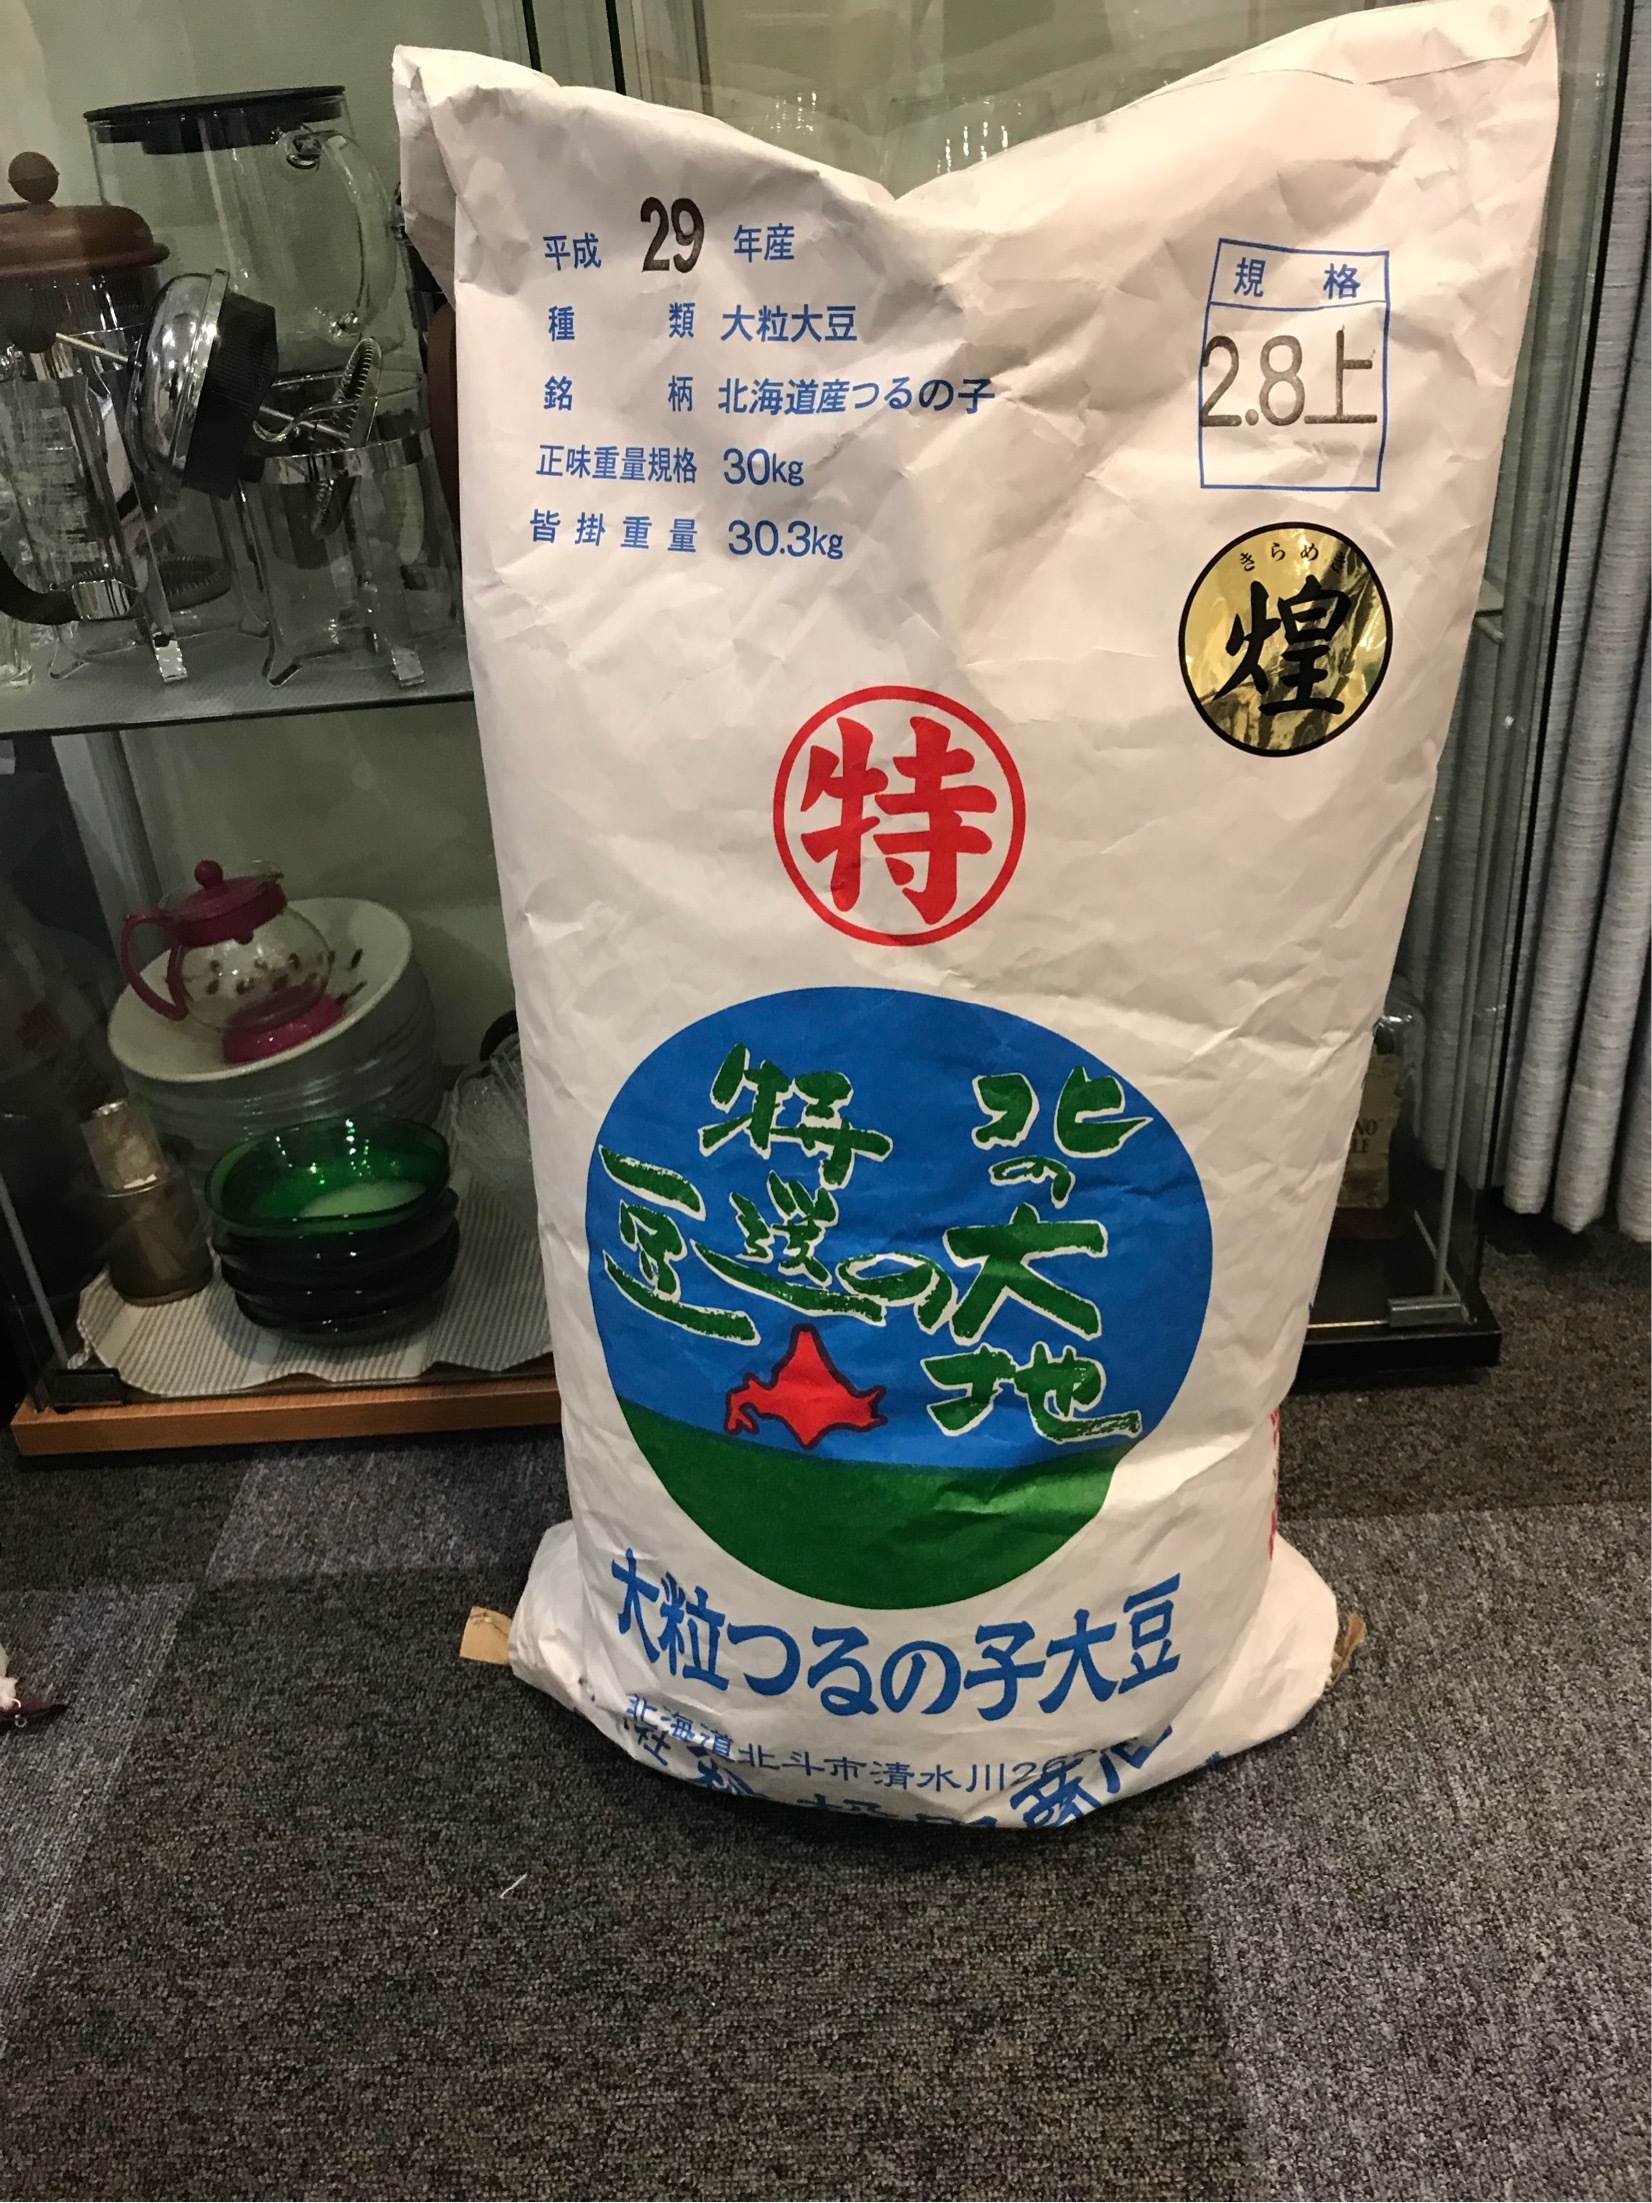 平成 29 年産
種類 大粒大豆
銘柄 北海道産つるの子
正味重量規格 30kg
皆掛重量 30.3kg
規格
2.8上
きらめき
煌
特
北の大地の
特選豆
大粒つるの子大豆
北海道北斗市清水川26